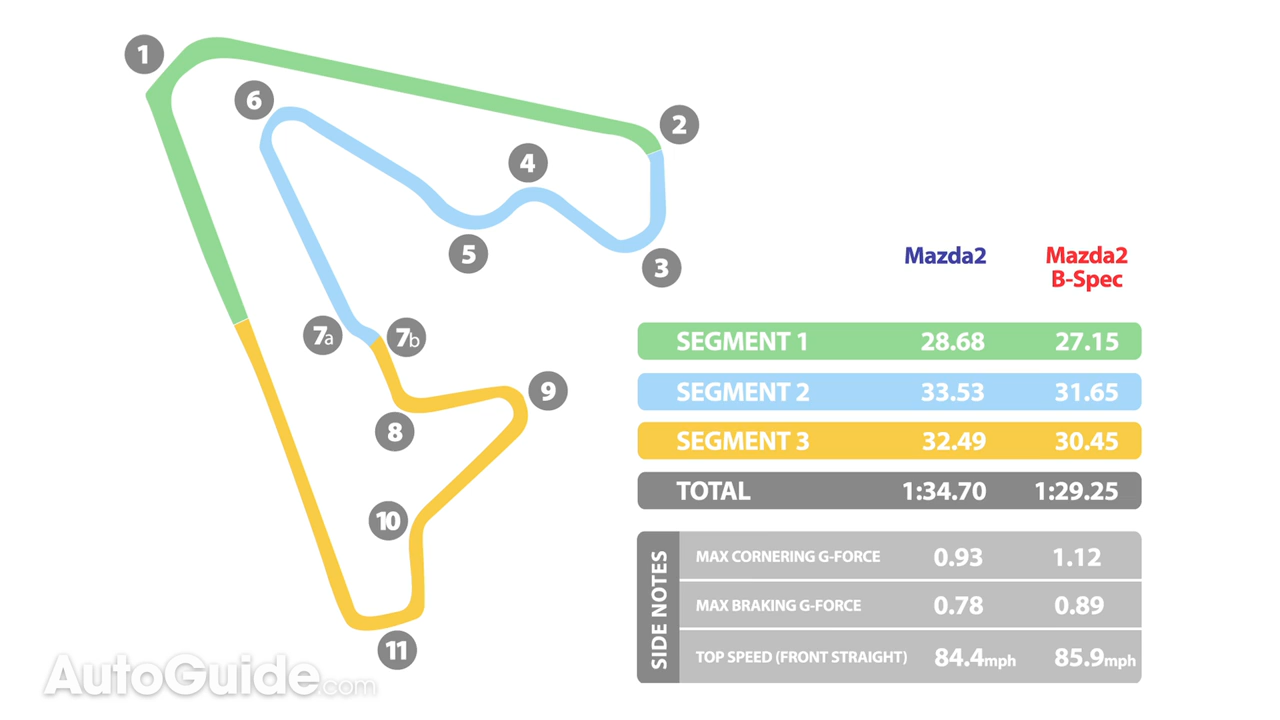 1
2
3
4
5
6
7a
7b
8
9
10
11
Mazda2 Mazda2 B-Spec
SEGMENT 1 28.68 27.15
SEGMENT 2 33.53 31.65
SEGMENT 3 32.49 30.45
TOTAL 1:34.70 1:29.25
SIDE NOTES
MAX CORNERING G-FORCE 0.93 1.12
MAX BRAKING G-FORCE 0.78 0.89
TOP SPEED (FRONT STRAIGHT) 84.4mph 85.9mph
AutoGuide.com